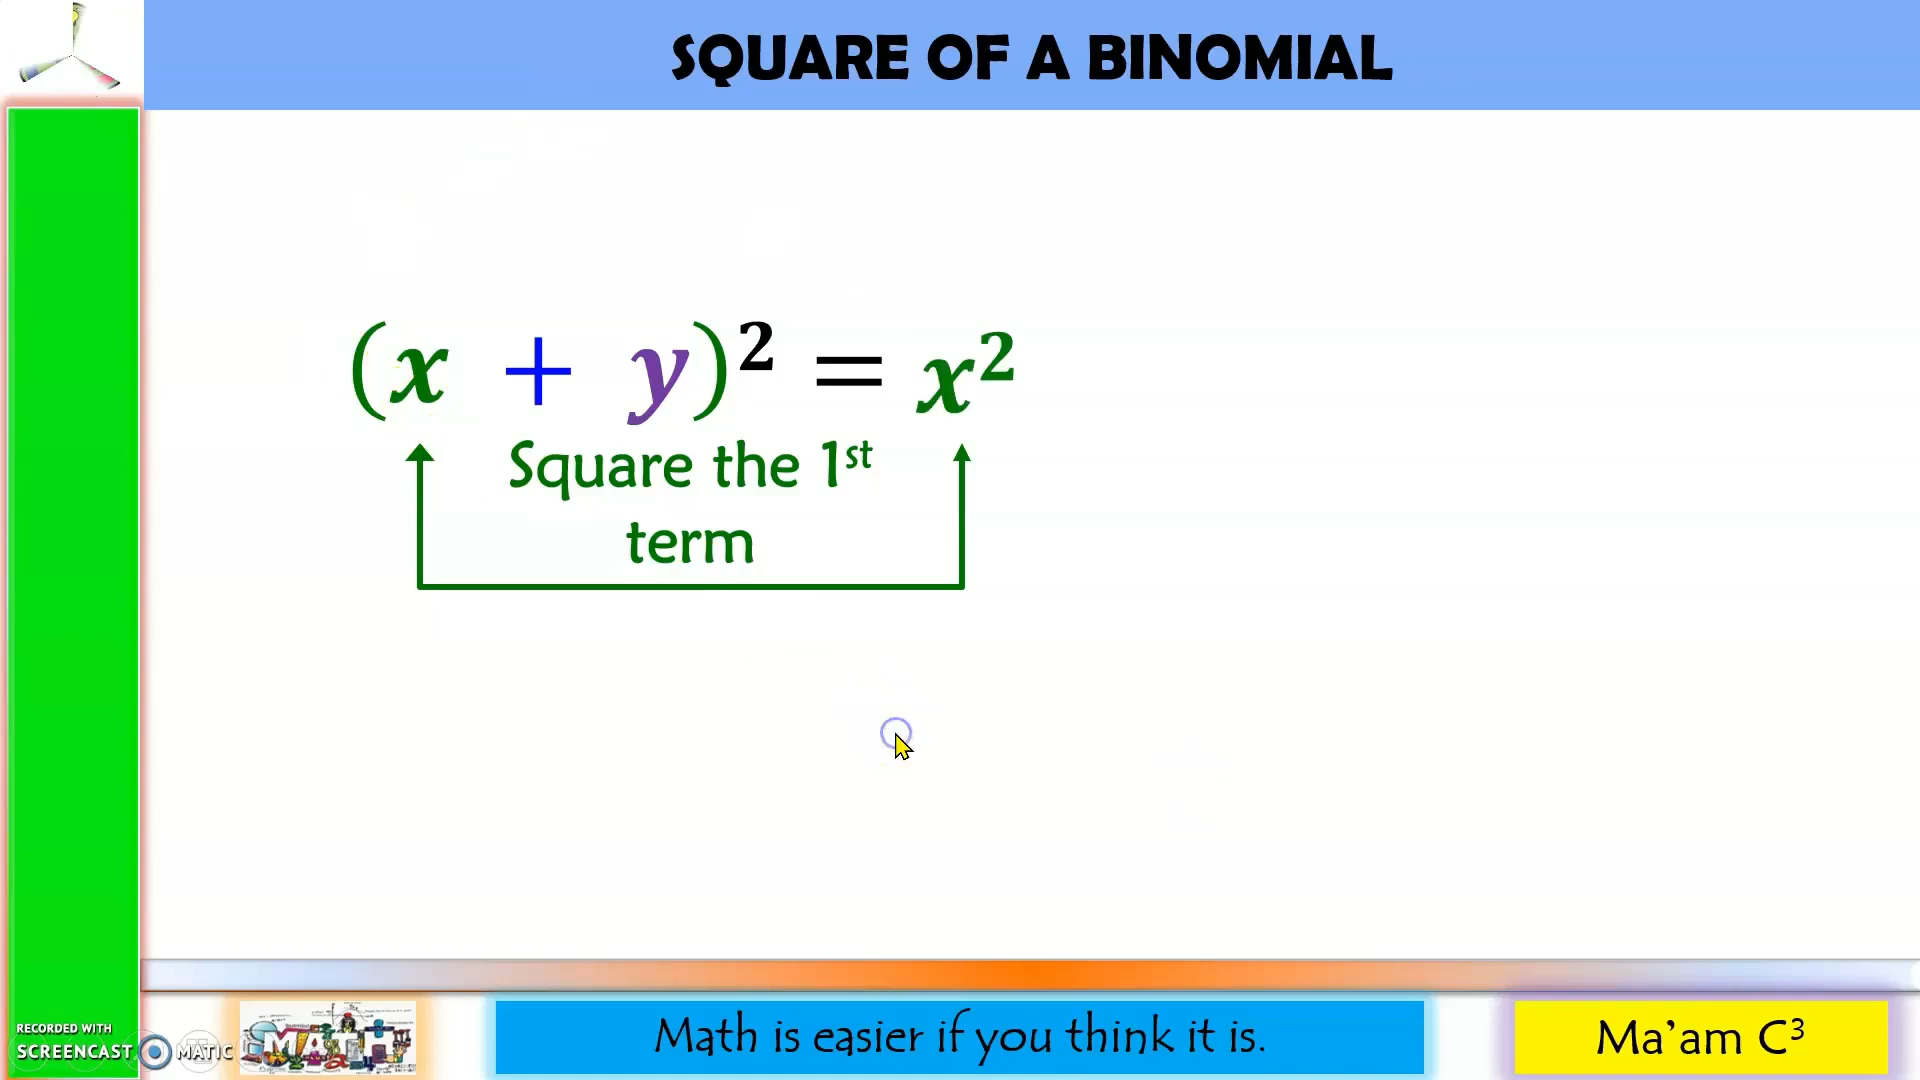 SQUARE OF A BINOMIAL
(x + y)² = x²
Square the 1st
term
RECORDED WITH
SCREENCAST MATIC
MATH
Math is easier if you think it is.
Ma’am C³